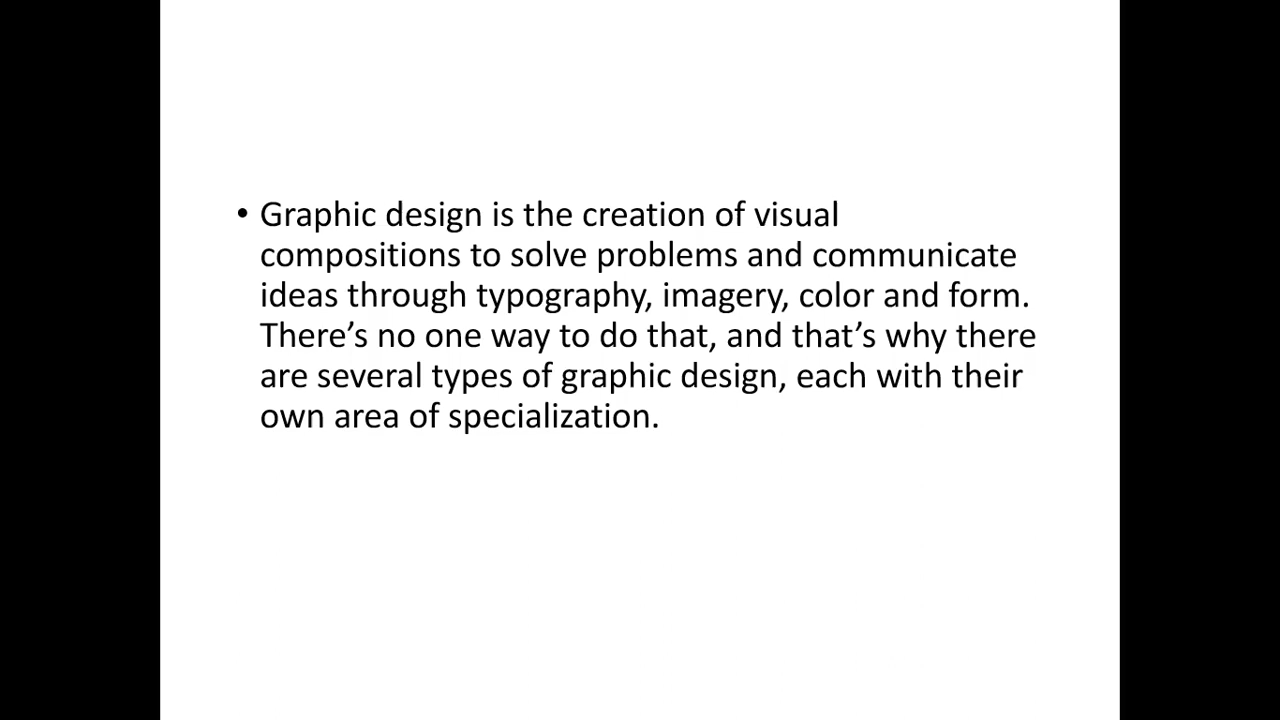 • Graphic design is the creation of visual
compositions to solve problems and communicate
ideas through typography, imagery, color and form.
There’s no one way to do that, and that’s why there
are several types of graphic design, each with their
own area of specialization.